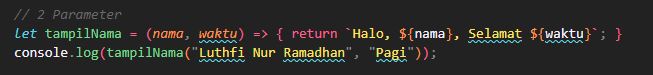 // 2 Parameter
let tampilNama = (nama, waktu) => { return `Halo, ${nama}, Selamat ${waktu}`; }
console.log(tampilNama("Luthfi Nur Ramadhan", "Pagi"));